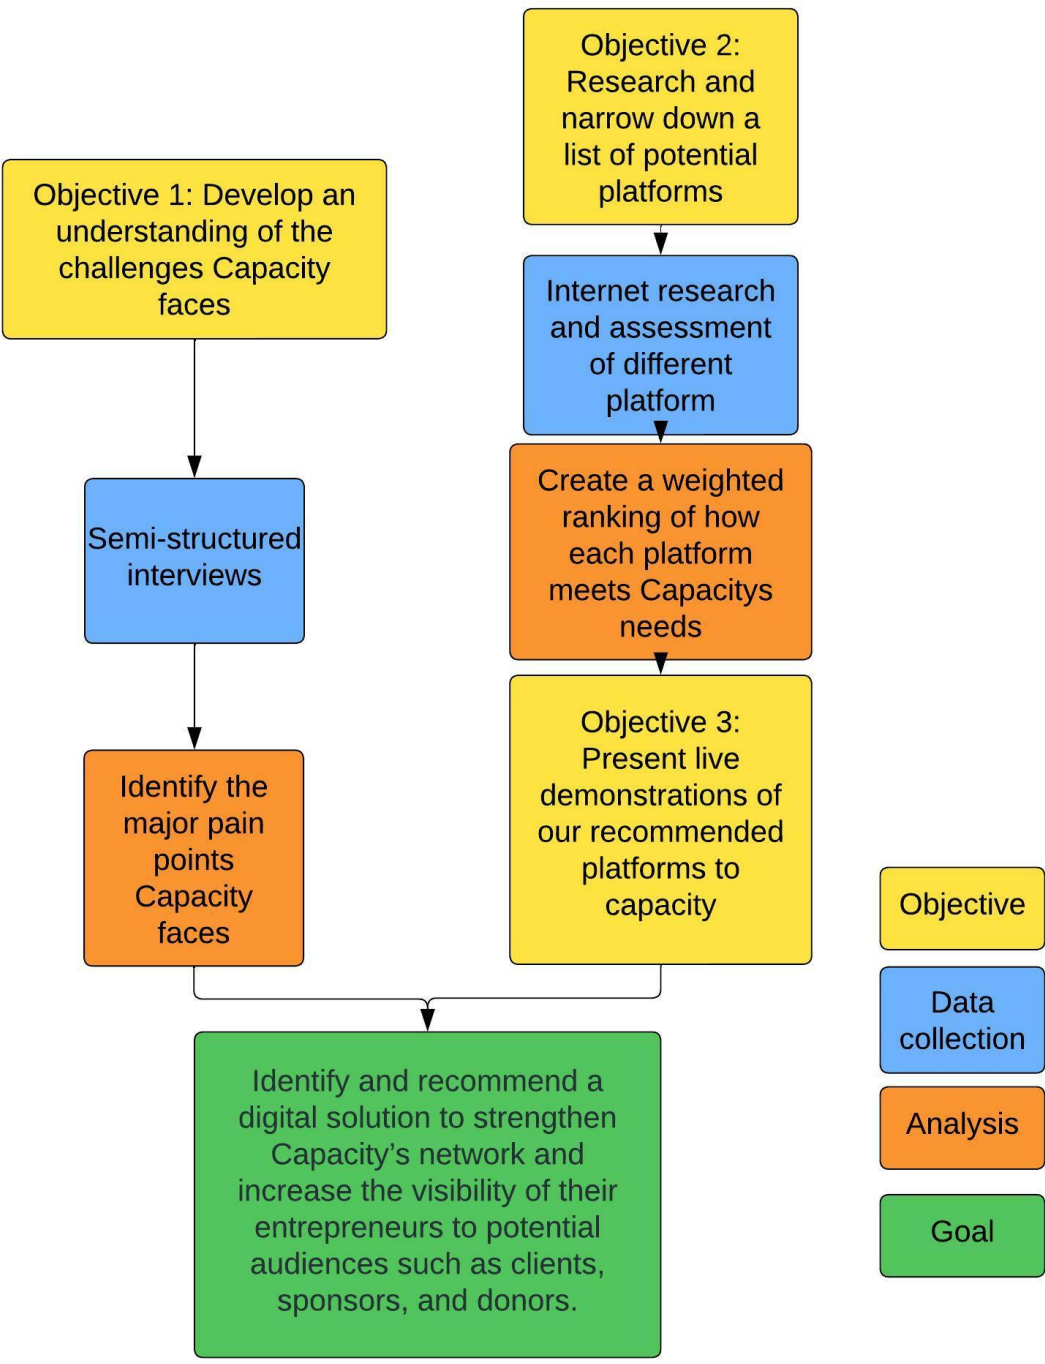 Objective 1: Develop an
understanding of the
challenges Capacity
faces
Semi-structured
interviews
Identify the
major pain
points
Capacity
faces
Objective 2:
Research and
narrow down a
list of potential
platforms
Internet research
and assessment
of different
platform
Create a weighted
ranking of how
each platform
meets Capacitys
needs
Objective 3:
Present live
demonstrations of
our recommended
platforms to
capacity
Identify and recommend a
digital solution to strengthen
Capacity’s network and
increase the visibility of their
entrepreneurs to potential
audiences such as clients,
sponsors, and donors.
Objective
Data
collection
Analysis
Goal